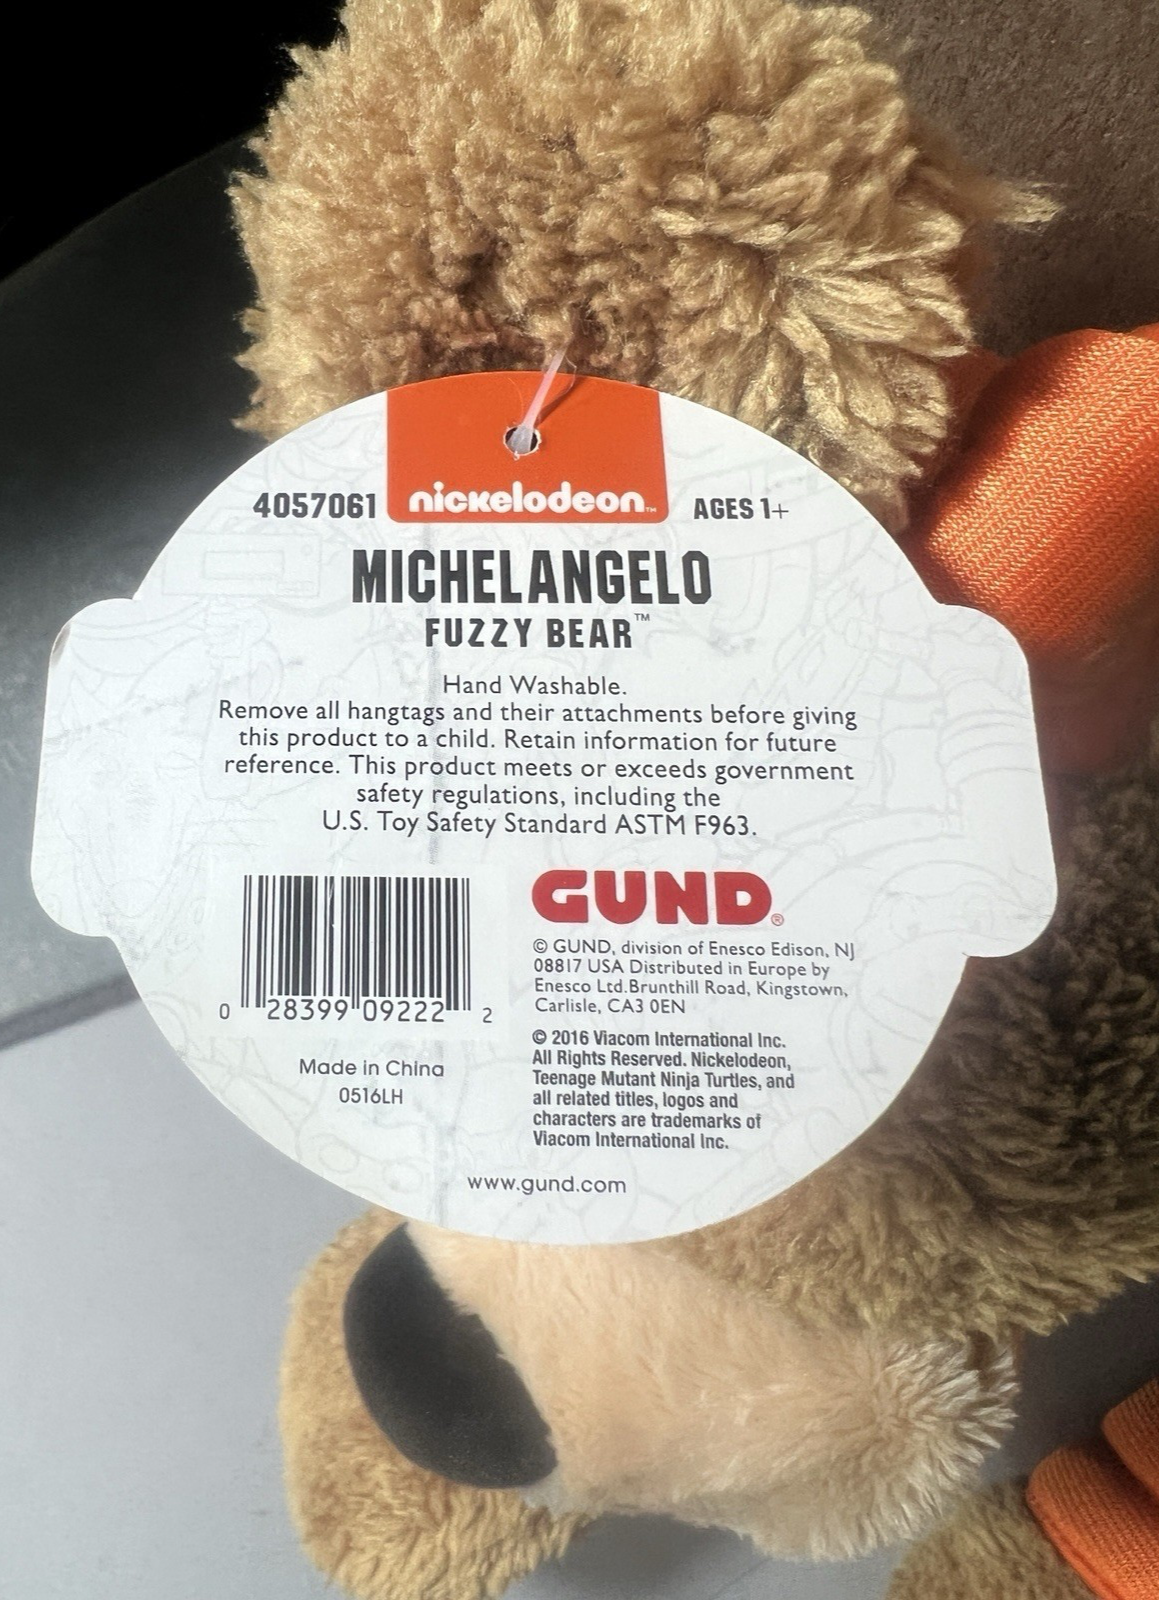 nickelodeon™
4057061
AGES 1+
MICHELANGELO
FUZZY BEAR™
Hand Washable.
Remove all hangtags and their attachments before giving
this product to a child. Retain information for future
reference. This product meets or exceeds government
safety regulations, including the
U.S. Toy Safety Standard ASTM F963.
0 28399 09222 2
Made in China
0516LH
GUND®
© GUND, division of Enesco Edison, NJ
08817 USA Distributed in Europe by
Enesco Ltd.Brunthill Road, Kingstown,
Carlisle, CA3 0EN
© 2016 Viacom International Inc.
All Rights Reserved. Nickelodeon,
Teenage Mutant Ninja Turtles, and
all related titles, logos and
characters are trademarks of
Viacom International Inc.
www.gund.com